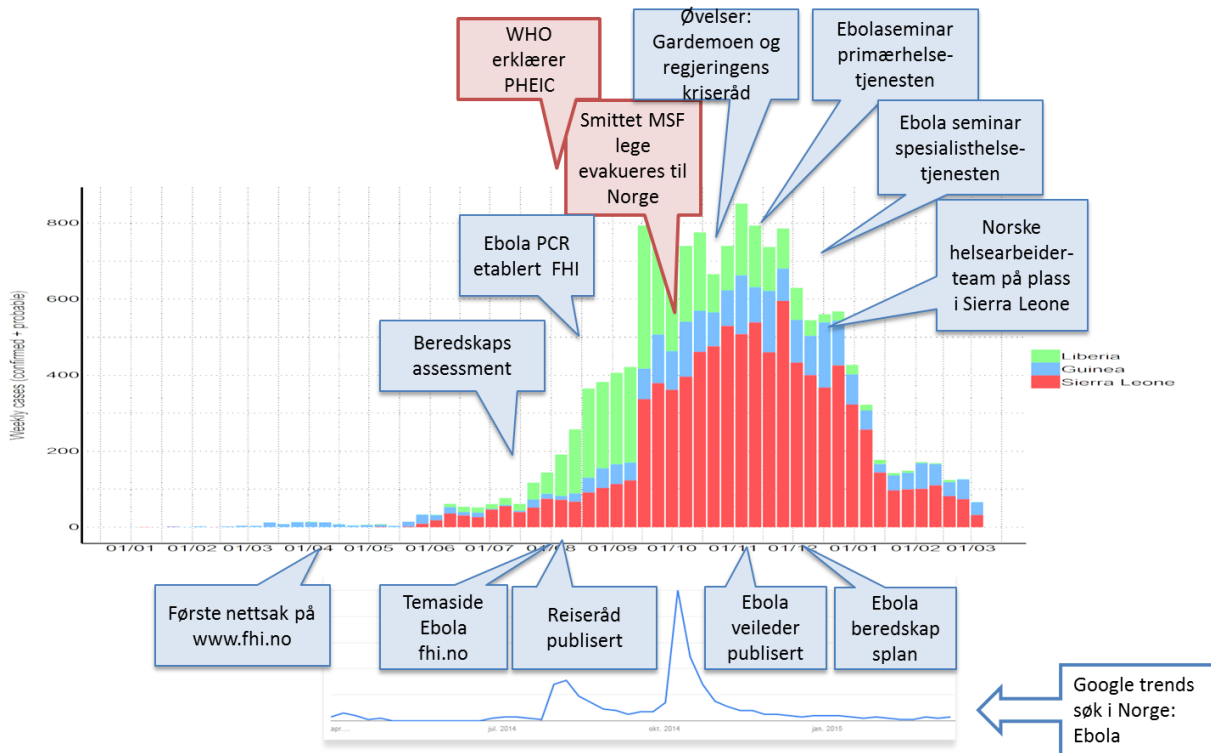 WHO
erklærer
PHEIC
Øvelser:
Gardemoen og
regjeringens
kriseråd
Ebolaseminar
primærhelse-
tjenesten
Smittet MSF
lege
evakueres til
Norge
Ebola seminar
spesialisthelse-
tjenesten
Ebola PCR
etablert FHI
Norske
helsearbeider-
team på plass
i Sierra Leone
Beredskaps
assessment
Weekly cases (confirmed + probable)
800
600
400
200
0
Liberia
Guinea
Sierra Leone
01/01 01/02 01/03 01/04 01/05 01/06 01/07 01/08 01/09 01/10 01/11 01/12 01/01 01/02 01/03
Første nettsak på
www.fhi.no
Temaside
Ebola
fhi.no
Reiseråd
publisert
Ebola
veileder
publisert
Ebola
beredskap
splan
apr....
jul. 2014
okt. 2014
jan. 2015
Google trends
søk i Norge:
Ebola